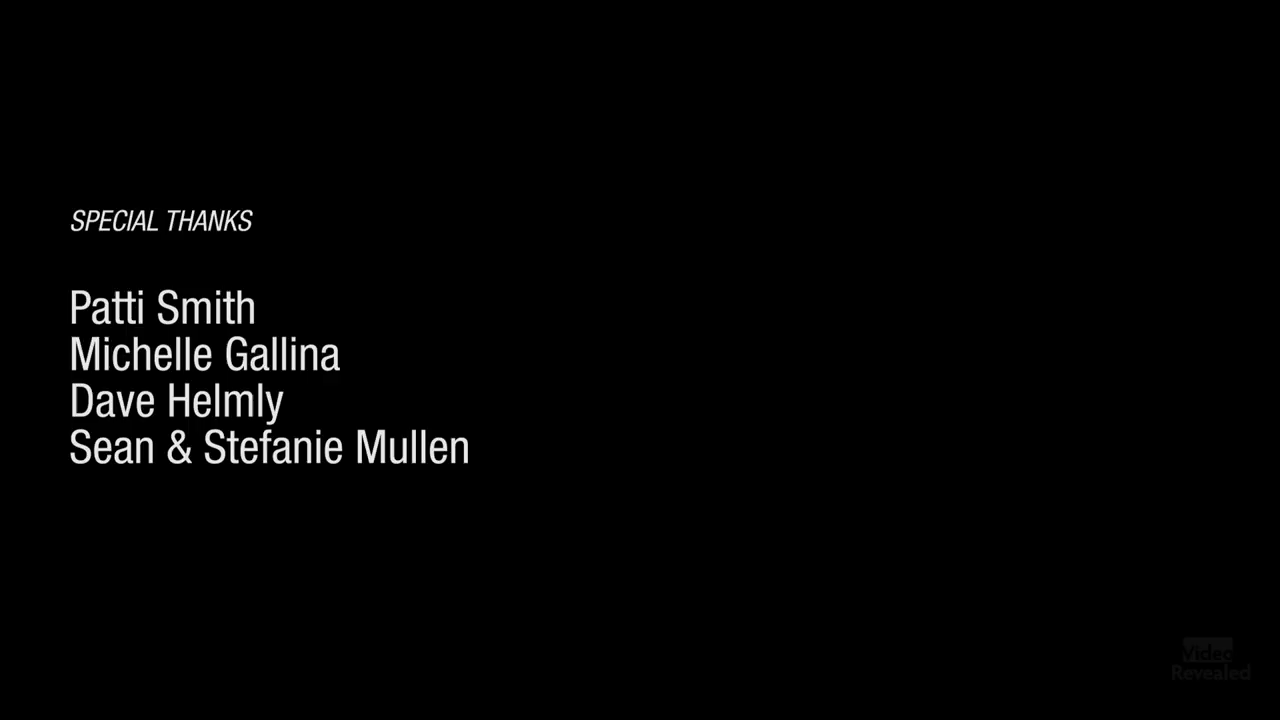 SPECIAL THANKS
Patti Smith
Michelle Gallina
Dave Helmly
Sean & Stefanie Mullen
Video
Revealed